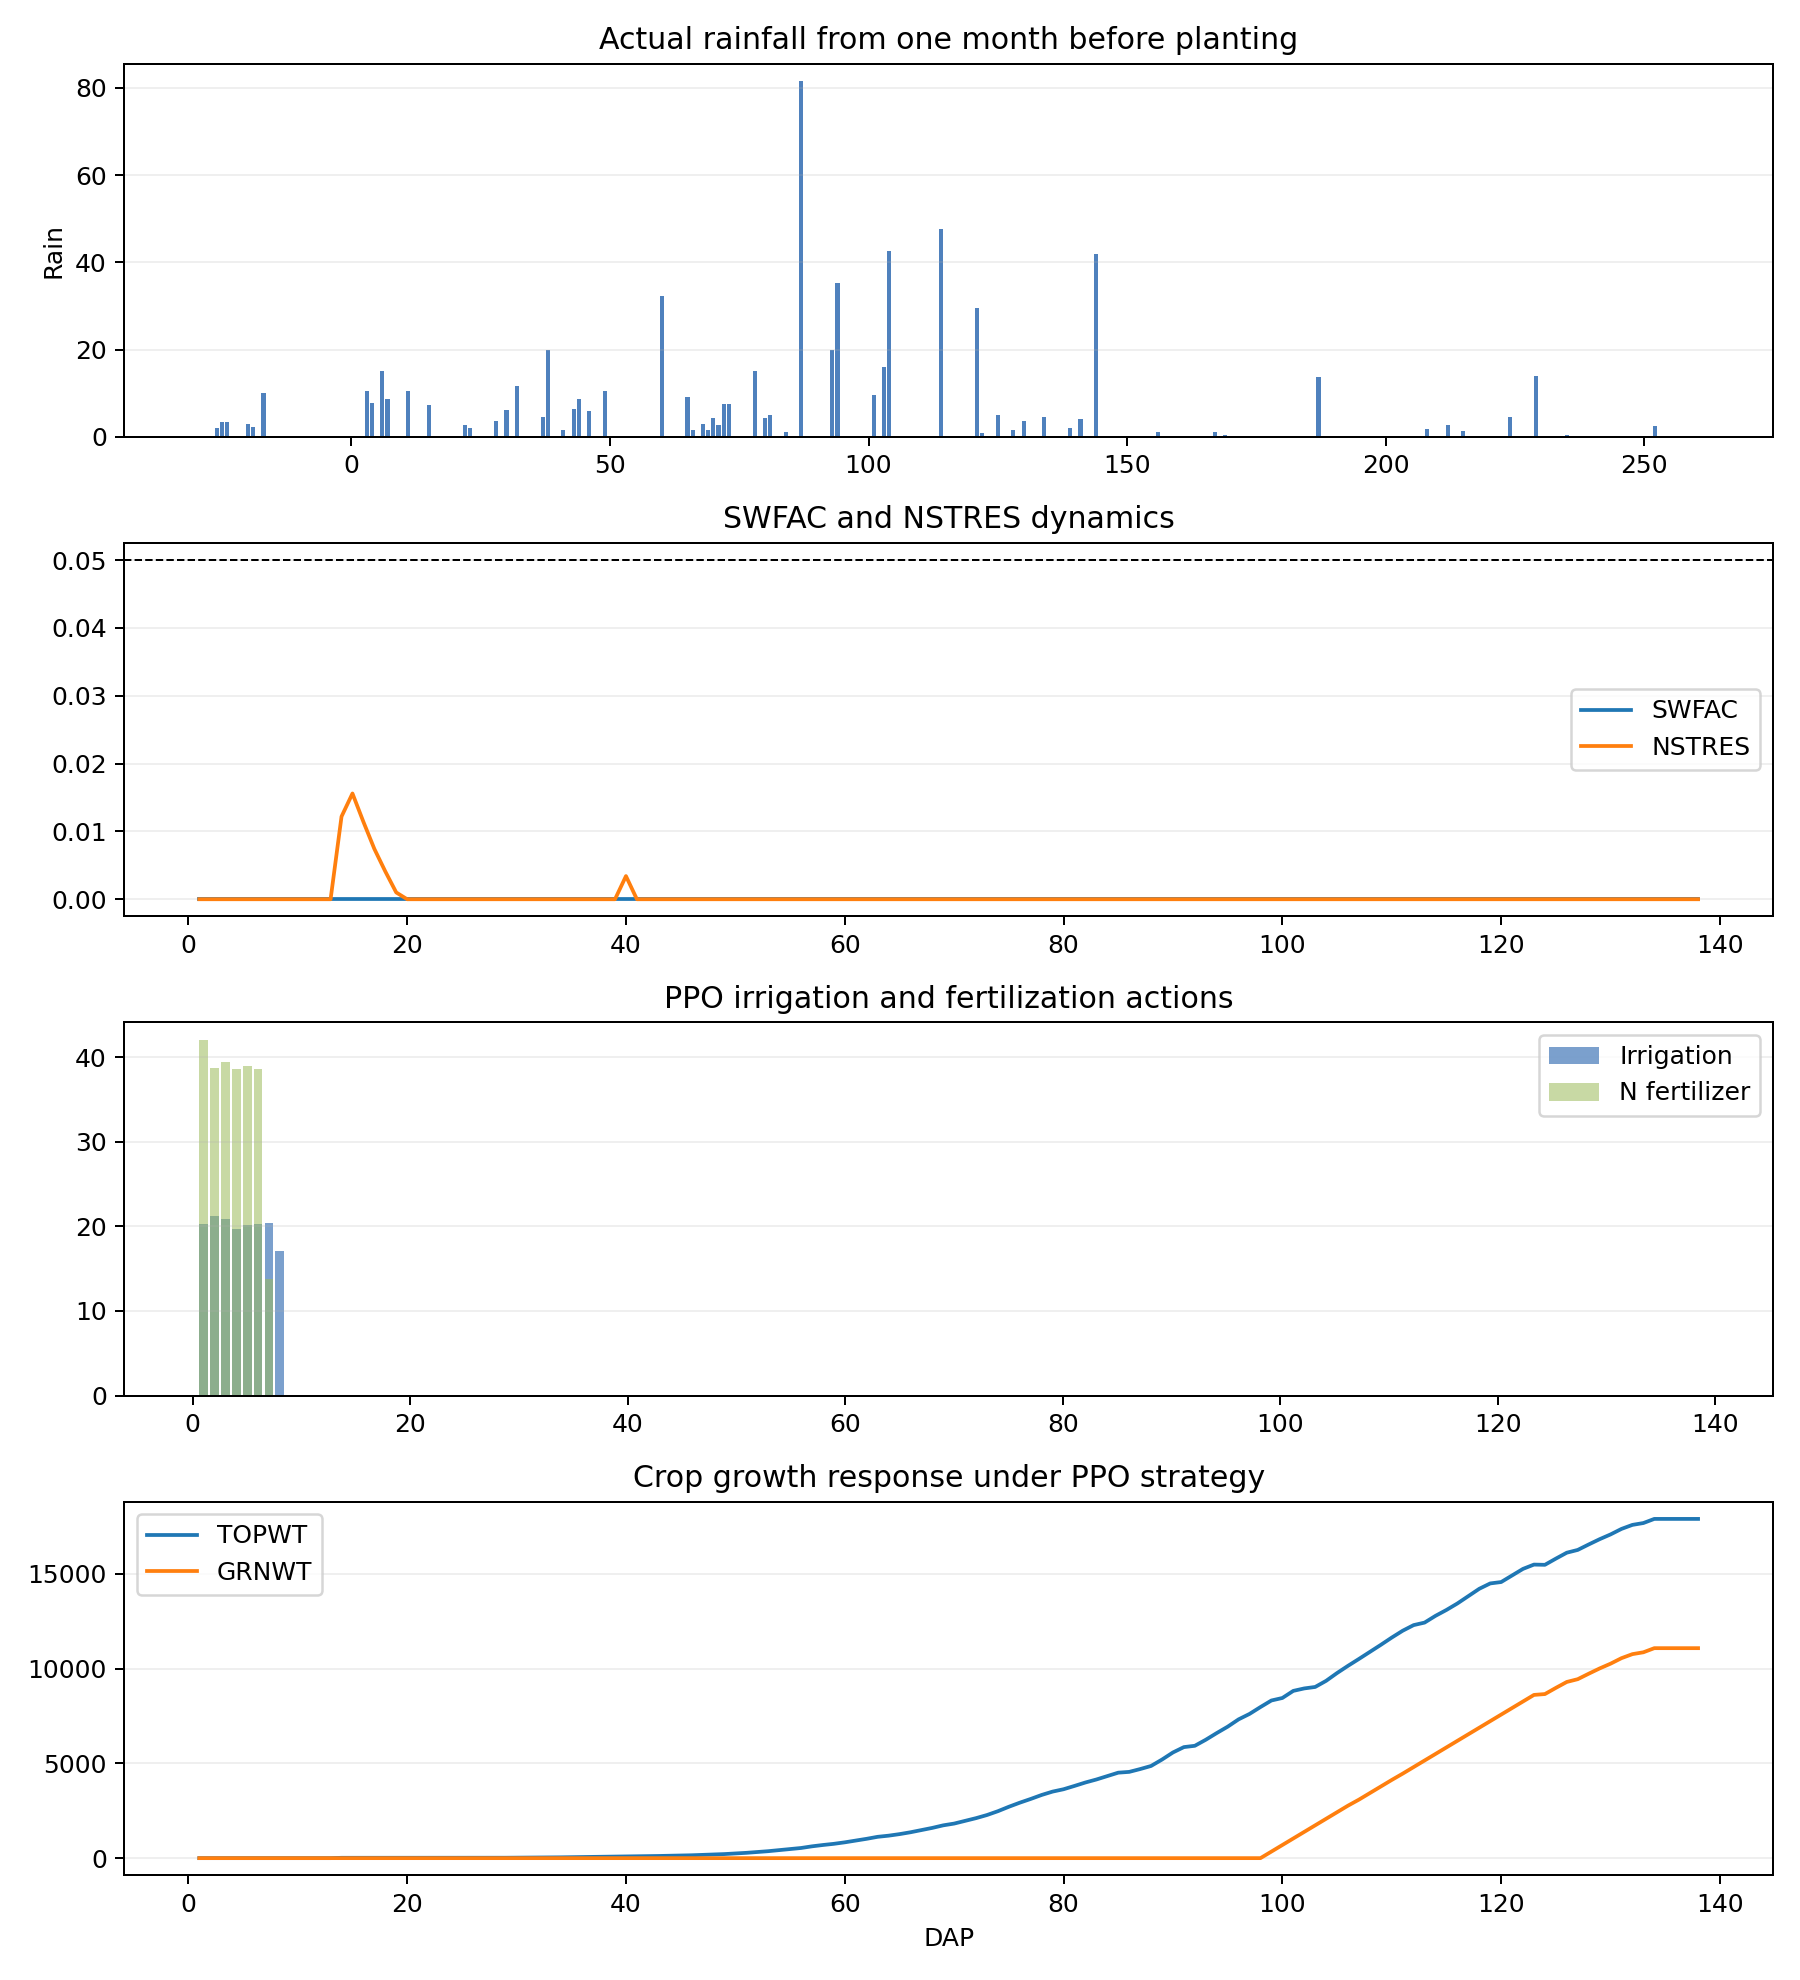 Actual rainfall from one month before planting
Rain
80
60
40
20
0
0 50 100 150 200 250
SWFAC and NSTRES dynamics
0.05
0.04
0.03
0.02
0.01
0.00
SWFAC
NSTRES
0 20 40 60 80 100 120 140
PPO irrigation and fertilization actions
40
30
20
10
0
Irrigation
N fertilizer
0 20 40 60 80 100 120 140
Crop growth response under PPO strategy
TOPWT
GRNWT
15000
10000
5000
0
0 20 40 60 80 100 120 140
DAP